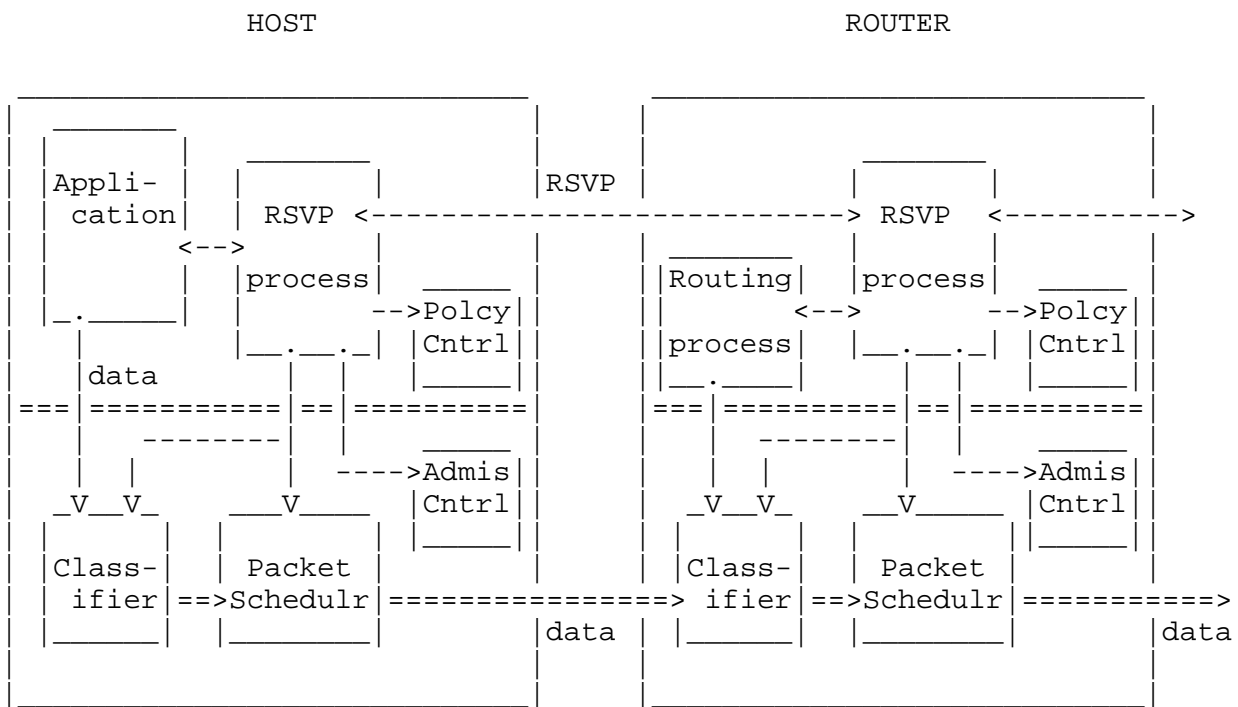 HOST ROUTER
Appli- RSVP
cation RSVP RSVP
process Routing process
Polcy Polcy
Cntrl process Cntrl
data
Admis Admis
Cntrl Cntrl
Class- Packet Class- Packet
ifier Schedulr ifier Schedulr
data data